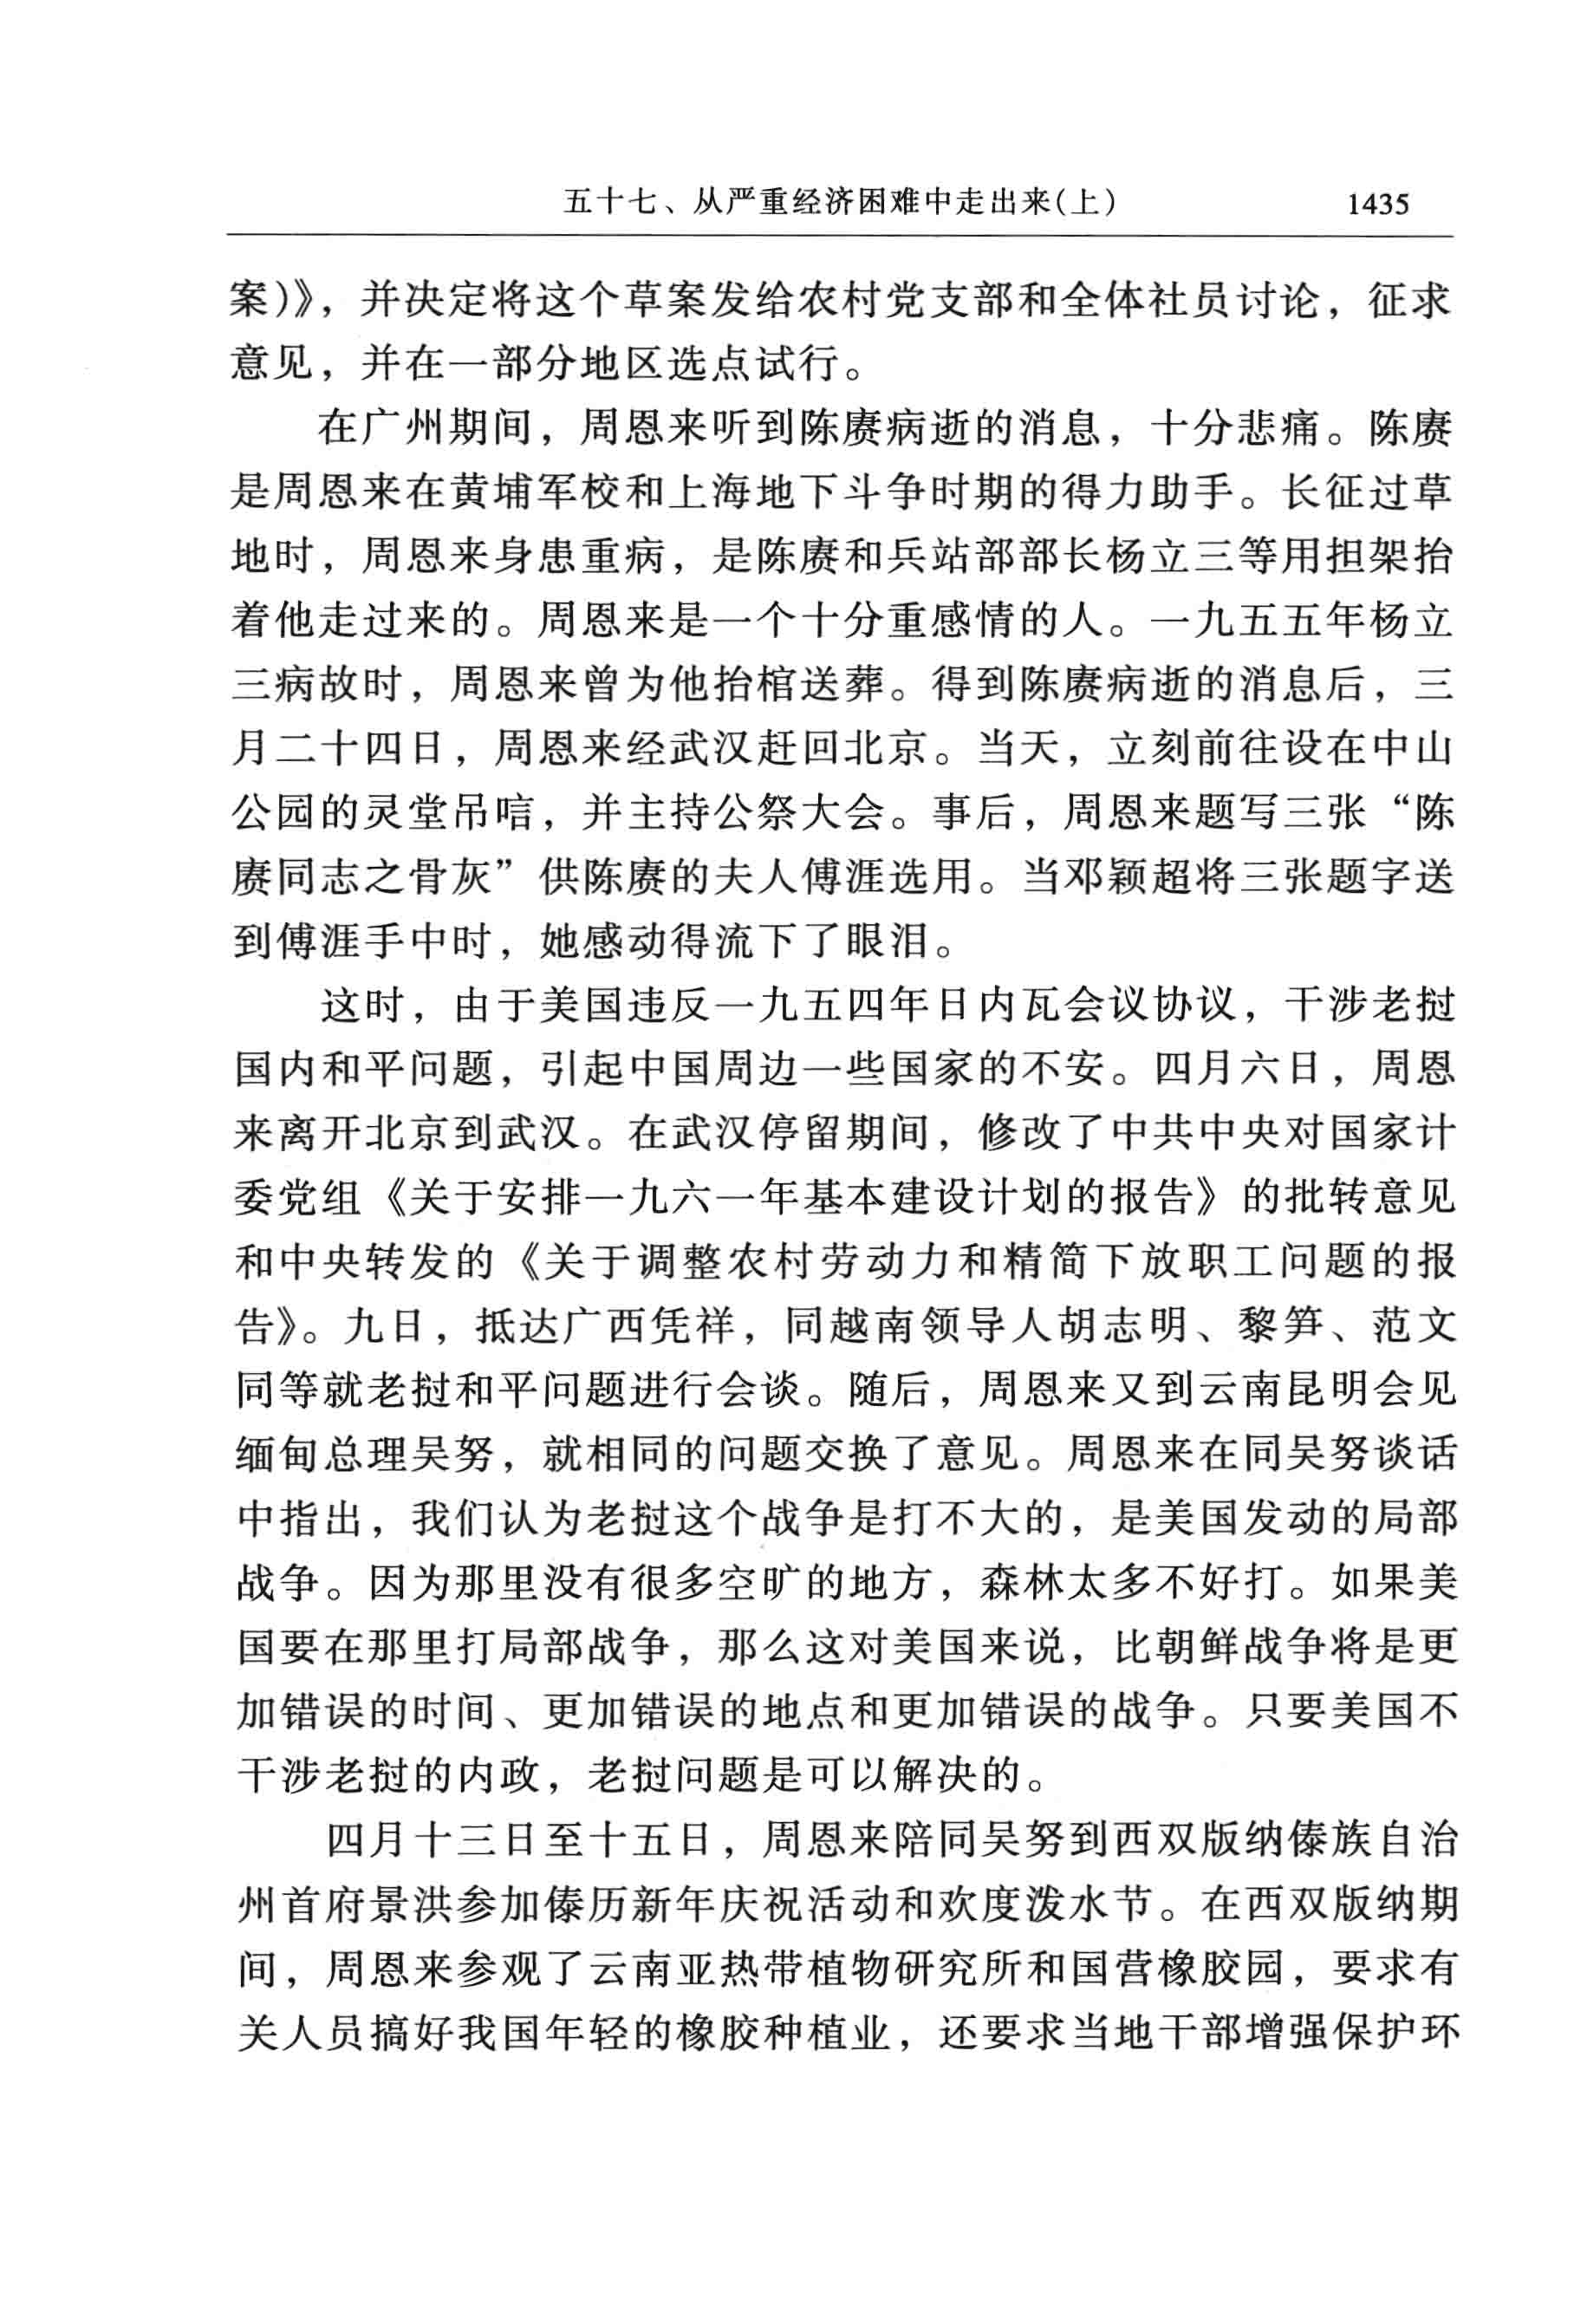 五十七、从严重经济困难中走出来(上) 1435
案)》，并决定将这个草案发给农村党支部和全体社员讨论，征求
意见，并在一部分地区选点试行。
在广州期间，周恩来听到陈赓病逝的消息，十分悲痛。陈赓
是周恩来在黄埔军校和上海地下斗争时期的得力助手。长征过草
地时，周恩来身患重病，是陈赓和兵站部部长杨立三等用担架抬
着他走过来的。周恩来是一个十分重感情的人。一九五五年杨立
三病故时，周恩来曾为他抬棺送葬。得到陈赓病逝的消息后，三
月二十四日，周恩来经武汉赶回北京。当天，立刻前往设在中山
公园的灵堂吊唁，并主持公祭大会。事后，周恩来题写三张“陈
赓同志之骨灰”供陈赓的夫人傅涯选用。当邓颖超将三张题字送
到傅涯手中时，她感动得流下了眼泪。
这时，由于美国违反一九五四年日内瓦会议协议，干涉老挝
国内和平问题，引起中国周边一些国家的不安。四月六日，周恩
来离开北京到武汉。在武汉停留期间，修改了中共中央对国家计
委党组《关于安排一九六一年基本建设计划的报告》的批转意见
和中央转发的《关于调整农村劳动力和精简下放职工问题的报
告》。九日，抵达广西凭祥，同越南领导人胡志明、黎笋、范文
同等就老挝和平问题进行会谈。随后，周恩来又到云南昆明会见
缅甸总理吴努，就相同的问题交换了意见。周恩来在同吴努谈话
中指出，我们认为老挝这个战争是打不大的，是美国发动的局部
战争。因为那里没有很多空旷的地方，森林太多不好打。如果美
国要在那里打局部战争，那么这对美国来说，比朝鲜战争将是更
加错误的时间、更加错误的地点和更加错误的战争。只要美国不
干涉老挝的内政，老挝问题是可以解决的。
四月十三日至十五日，周恩来陪同吴努到西双版纳傣族自治
州首府景洪参加傣历新年庆祝活动和欢度泼水节。在西双版纳期
间，周恩来参观了云南亚热带植物研究所和国营橡胶园，要求有
关人员搞好我国年轻的橡胶种植业，还要求当地干部增强保护环